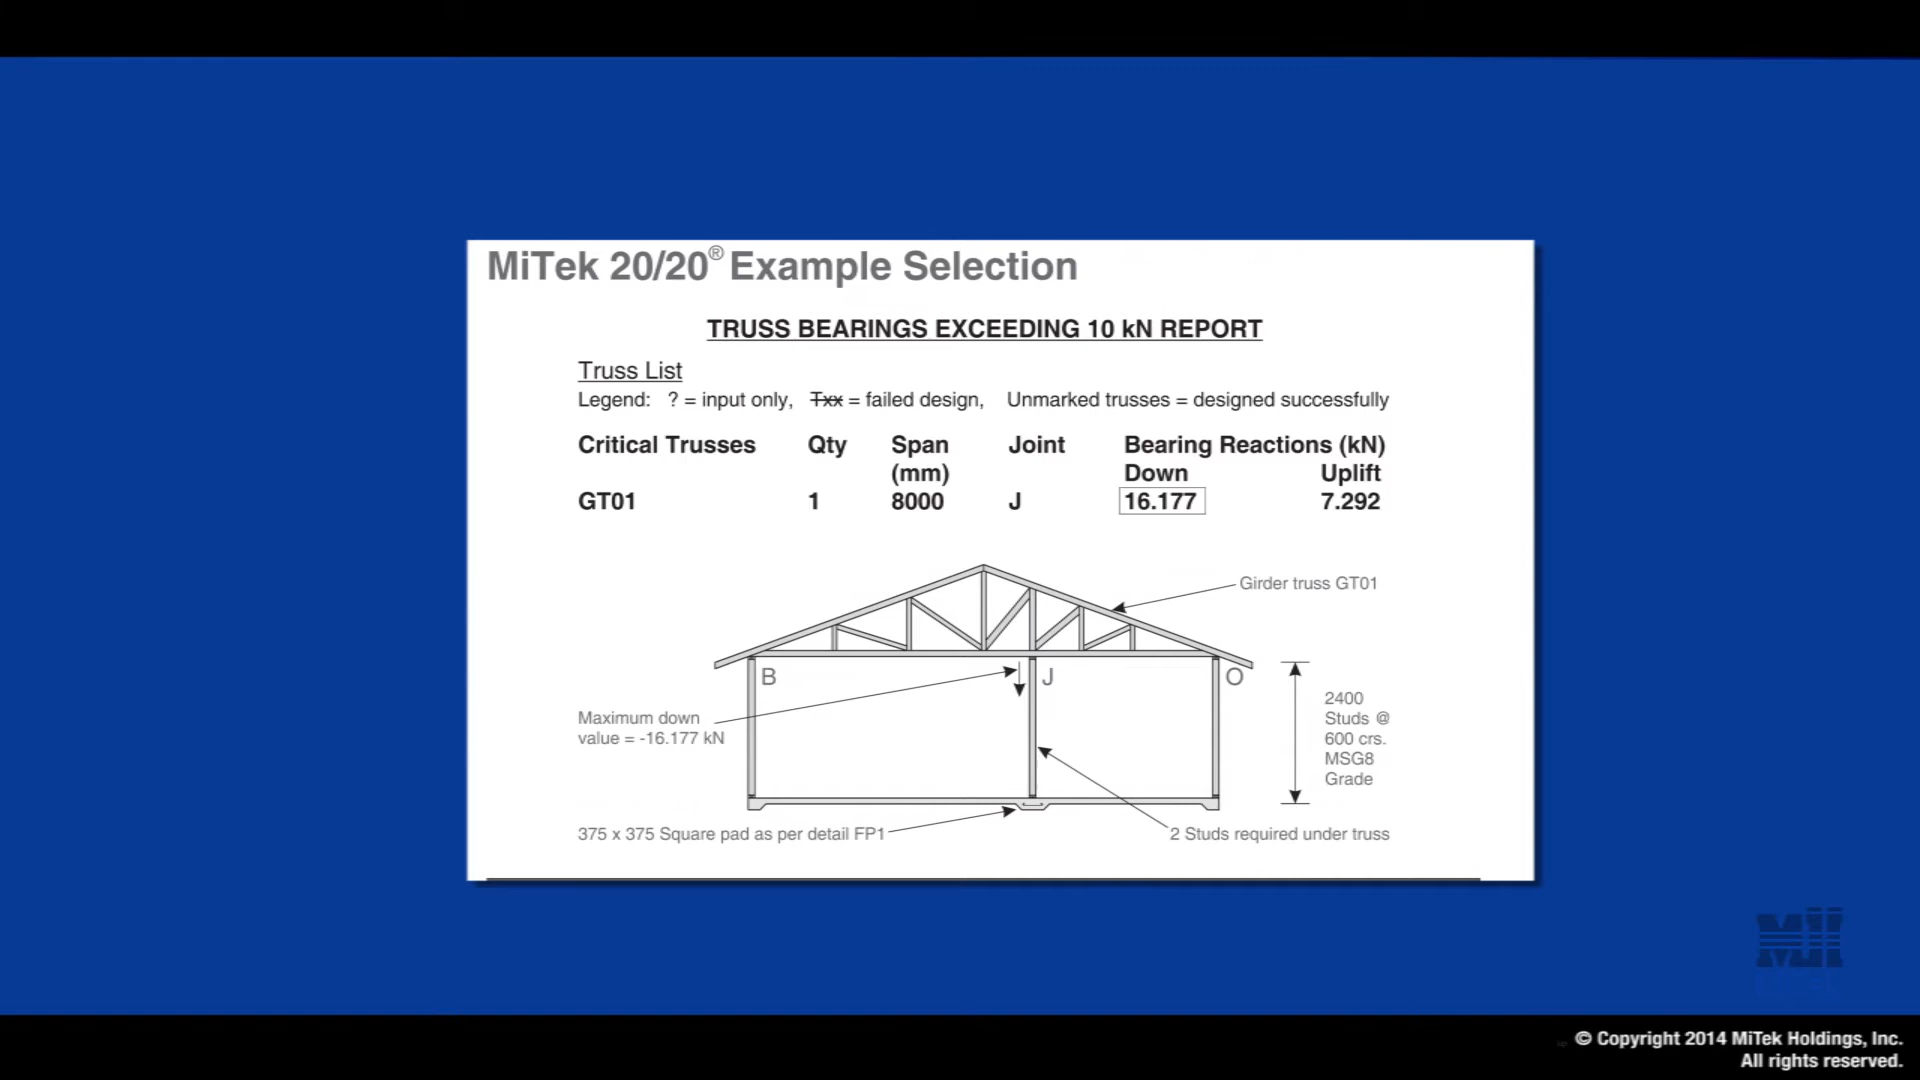 MiTek 20/20® Example Selection
TRUSS BEARINGS EXCEEDING 10 kN REPORT
Truss List
Legend: ? = input only, Txx = failed design, Unmarked trusses = designed successfully
Critical Trusses Qty Span Joint Bearing Reactions (kN)
(mm) Down Uplift
GT01 1 8000 J 16.177 7.292
Girder truss GT01
B J O
Maximum down
value = -16.177 kN
2400
Studs @
600 crs.
MSG8
Grade
375 x 375 Square pad as per detail FP1
2 Studs required under truss
Mii
© Copyright 2014 MiTek Holdings, Inc.
All rights reserved.